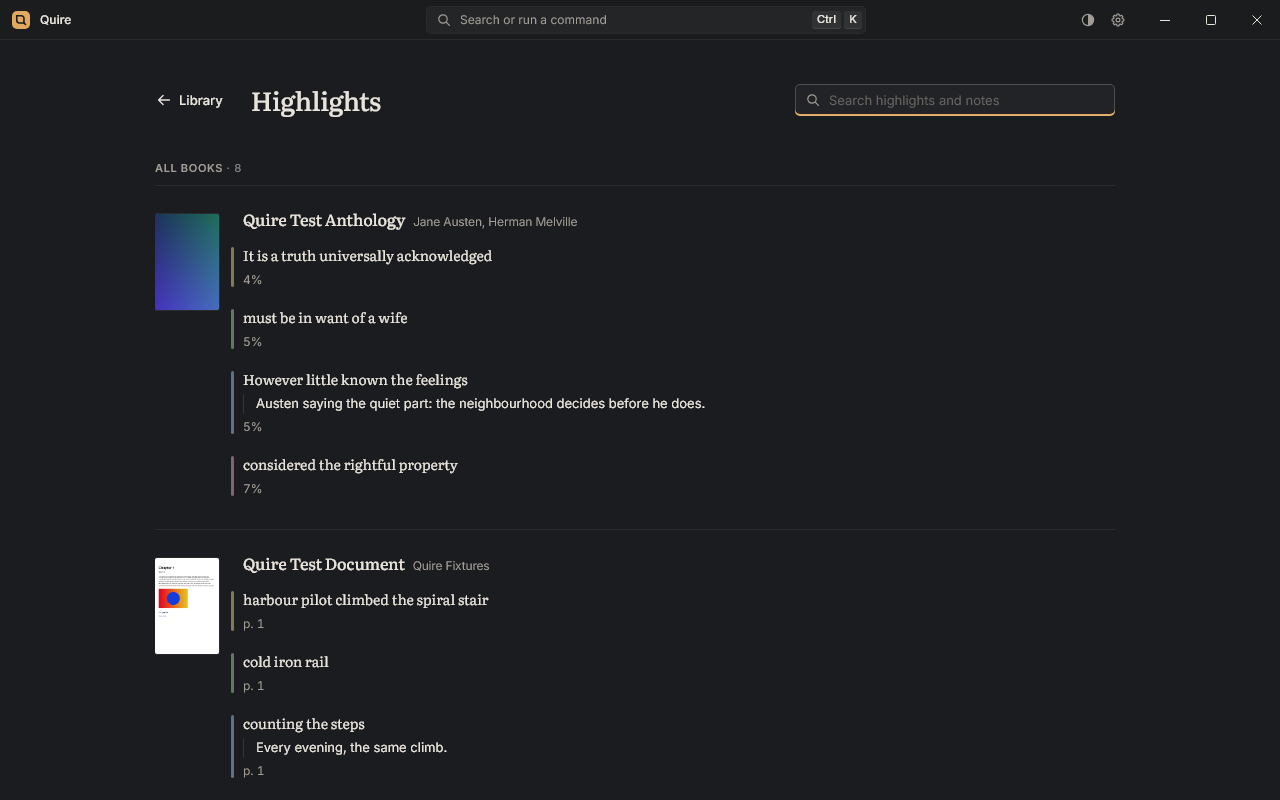 Quire
Search or run a command
Ctrl K
Library
Highlights
Search highlights and notes
ALL BOOKS · 8
Quire Test Anthology Jane Austen, Herman Melville
It is a truth universally acknowledged
4%
must be in want of a wife
5%
However little known the feelings
Austen saying the quiet part: the neighbourhood decides before he does.
5%
considered the rightful property
7%
Quire Test Document Quire Fixtures
harbour pilot climbed the spiral stair
p. 1
cold iron rail
p. 1
counting the steps
Every evening, the same climb.
p. 1